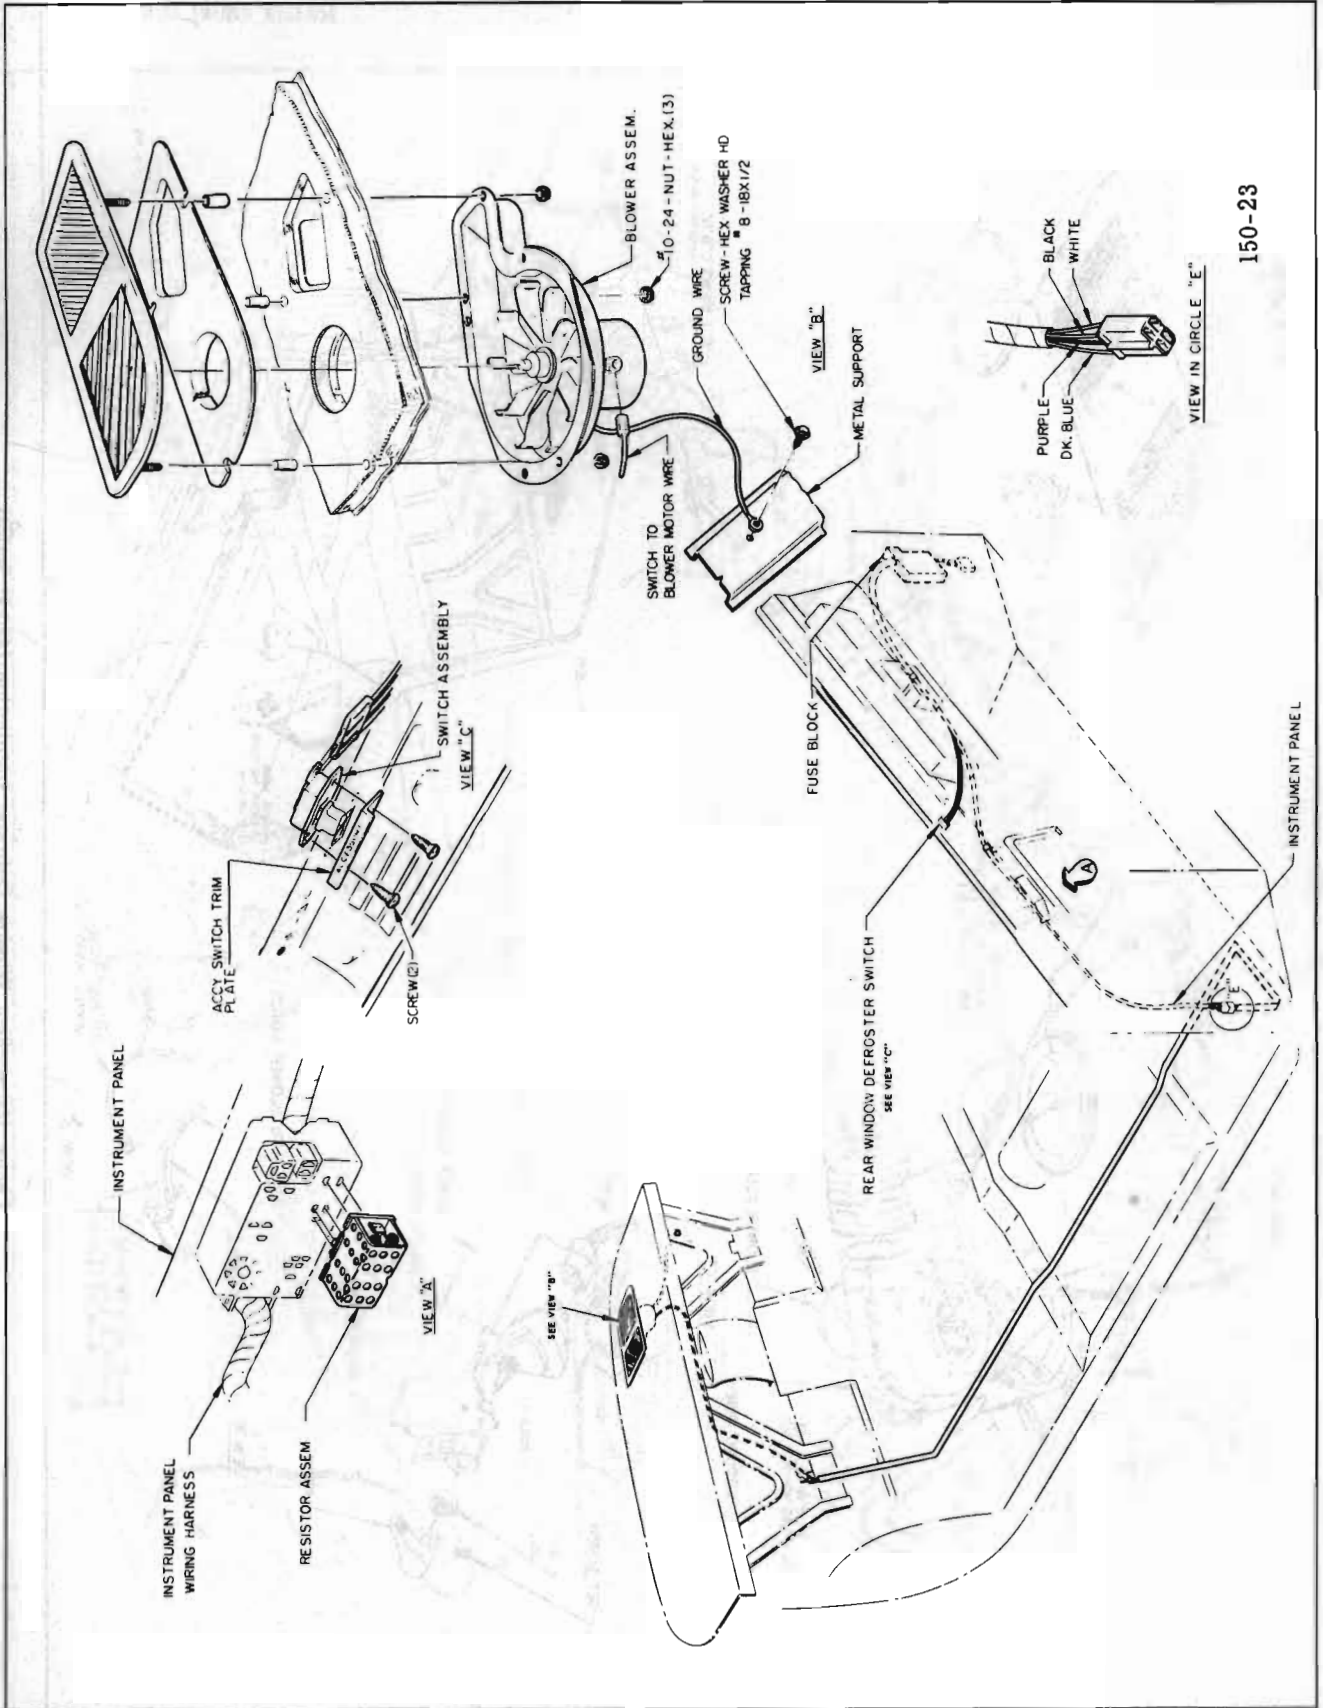 INSTRUMENT PANEL
WIRING HARNESS
INSTRUMENT PANEL
RESISTOR ASSEM
VIEW "A"
ACCY SWITCH TRIM
PLATE
SCREW(2)
SWITCH ASSEMBLY
VIEW "C"
BLOWER ASSEM.
#10-24-NUT-HEX.(3)
SWITCH TO
BLOWER MOTOR WIRE
GROUND WIRE
SCREW-HEX WASHER HD
TAPPING #8-18X1/2
VIEW "B"
METAL SUPPORT
SEE VIEW "B"
REAR WINDOW DEFROSTER SWITCH
SEE VIEW "C"
FUSE BLOCK
A
"E"
INSTRUMENT PANEL
PURPLE
DK. BLUE
BLACK
WHITE
VIEW IN CIRCLE "E"
150-23